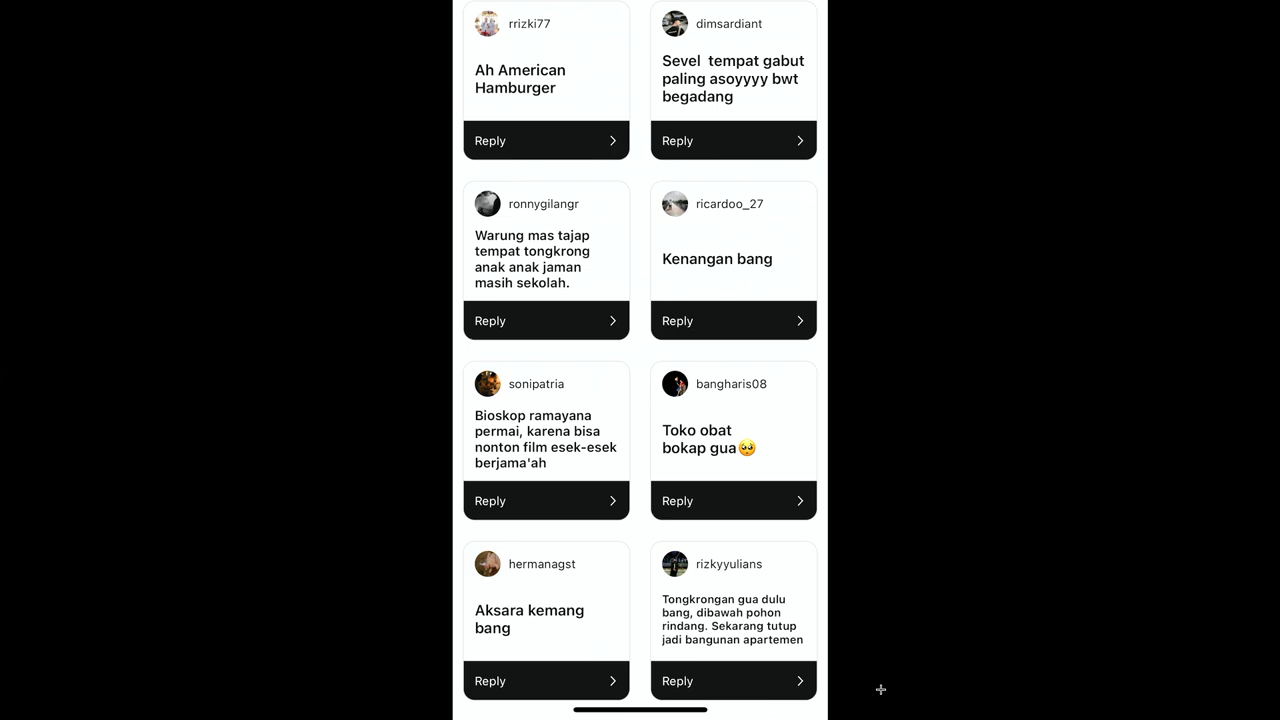 rrizki77
Ah American
Hamburger
Reply
dimsardiant
Sevel tempat gabut
paling asoyyyy bwt
begadang
Reply
ronnygilangr
Warung mas tajap
tempat tongkrong
anak anak jaman
masih sekolah.
Reply
ricardoo_27
Kenangan bang
Reply
sonipatria
Bioskop ramayana
permai, karena bisa
nonton film esek-esek
berjama'ah
Reply
bangharis08
Toko obat
bokap gua🥺
Reply
hermanagst
Aksara kemang
bang
Reply
rizkyyulians
Tongkrongan gua dulu
bang, dibawah pohon
rindang. Sekarang tutup
jadi bangunan apartemen
Reply